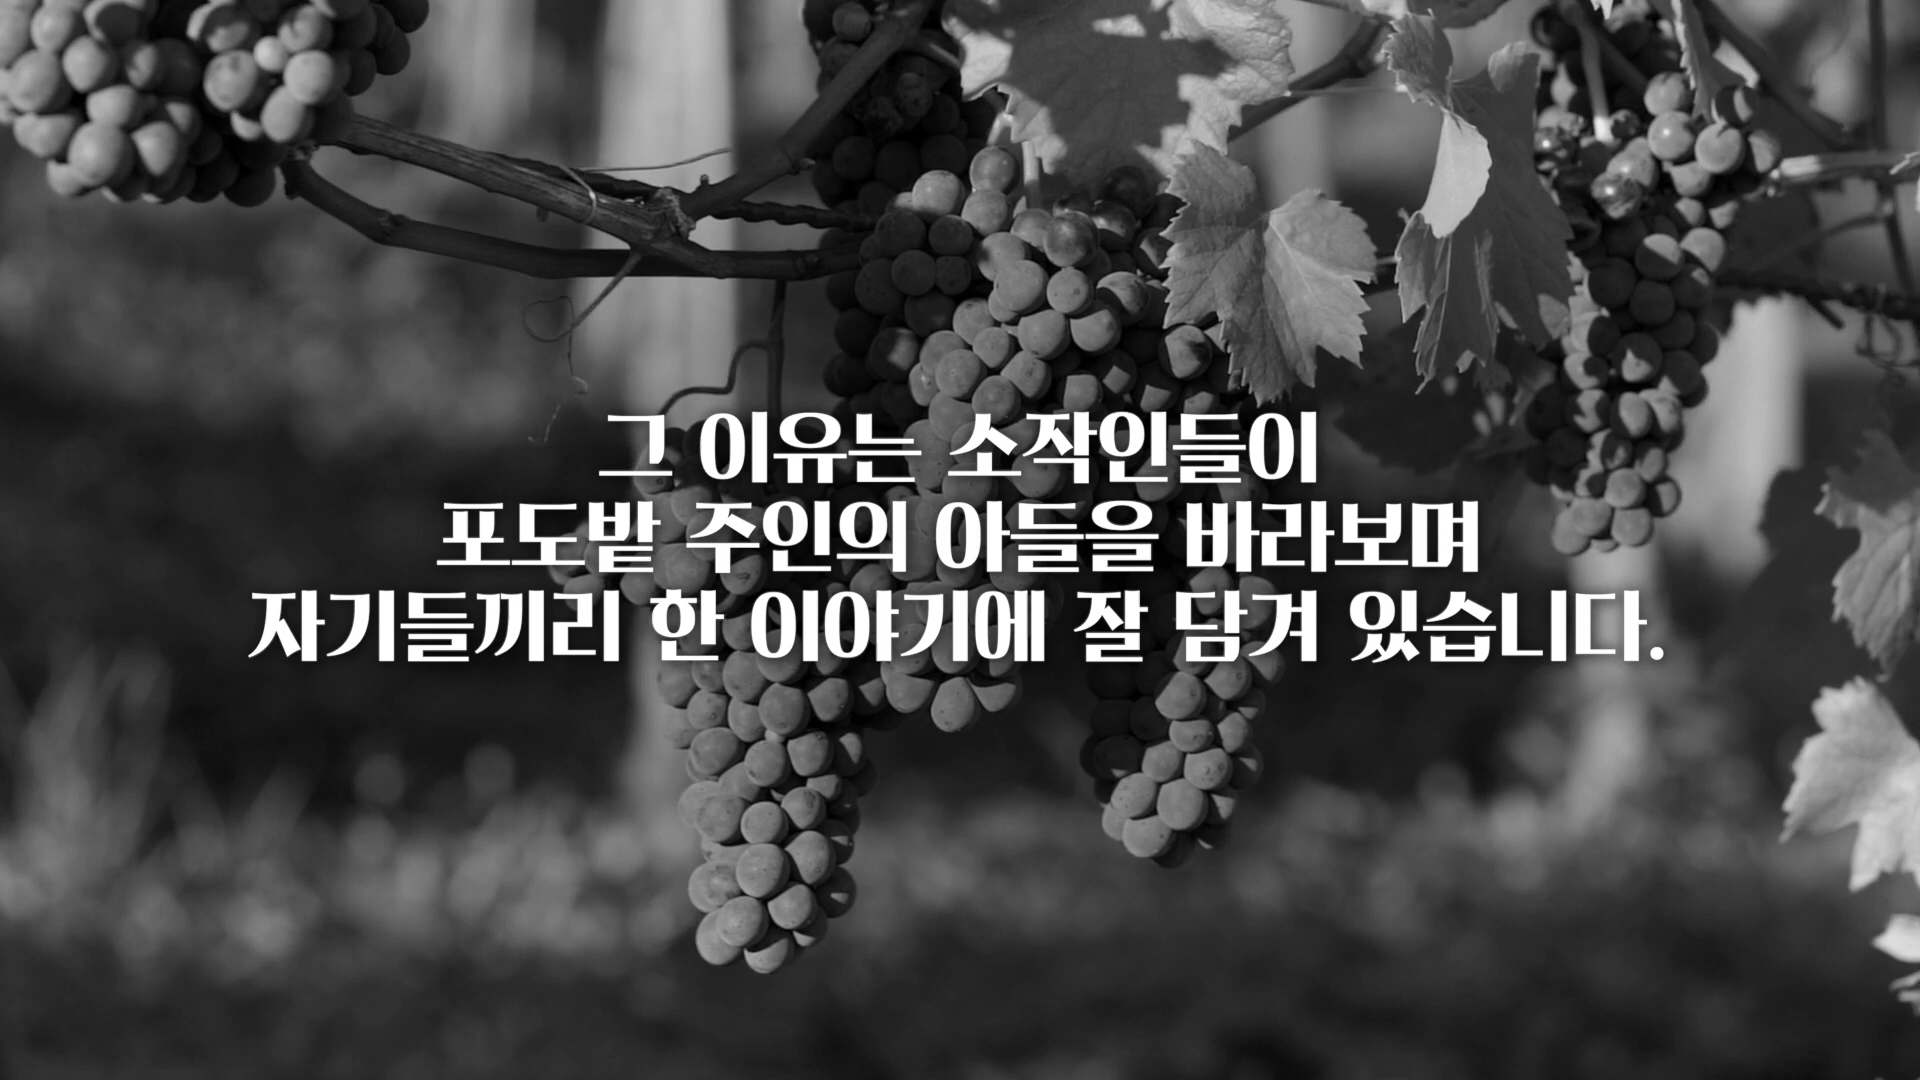 그 이유는 소작인들이
포도밭 주인의 아들을 바라보며
자기들끼리 한 이야기에 잘 담겨 있습니다.